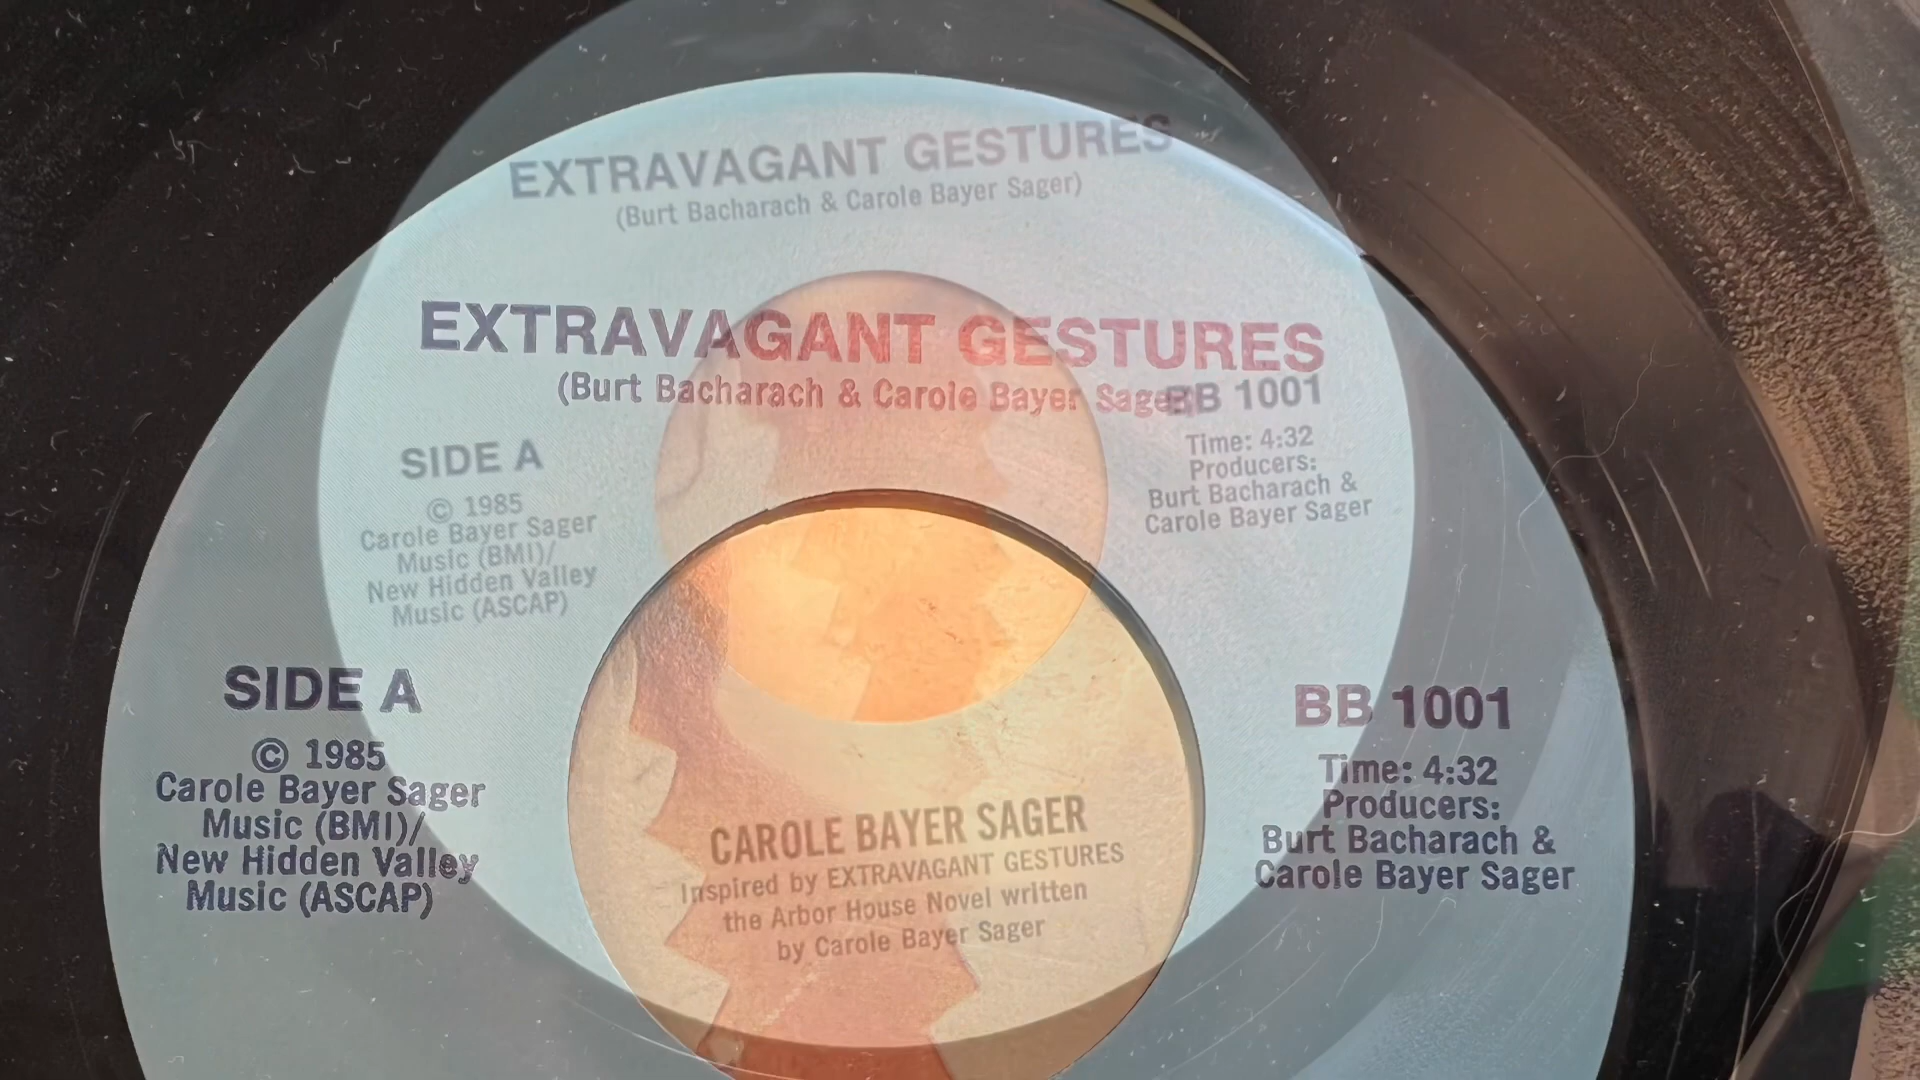 EXTRAVAGANT GESTURES
(Burt Bacharach & Carole Bayer Sager)
BB 1001
Time: 4:32
Producers:
Burt Bacharach &
Carole Bayer Sager
SIDE A
© 1985
Carole Bayer Sager
Music (BMI)/
New Hidden Valley
Music (ASCAP)
CAROLE BAYER SAGER
Inspired by EXTRAVAGANT GESTURES
the Arbor House Novel written
by Carole Bayer Sager
EXTRAVAGANT GESTURES
(Burt Bacharach & Carole Bayer Sager)
SIDE A
© 1985
Carole Bayer Sager
Music (BMI)/
New Hidden Valley
Music (ASCAP)
BB 1001
Time: 4:32
Producers:
Burt Bacharach &
Carole Bayer Sager